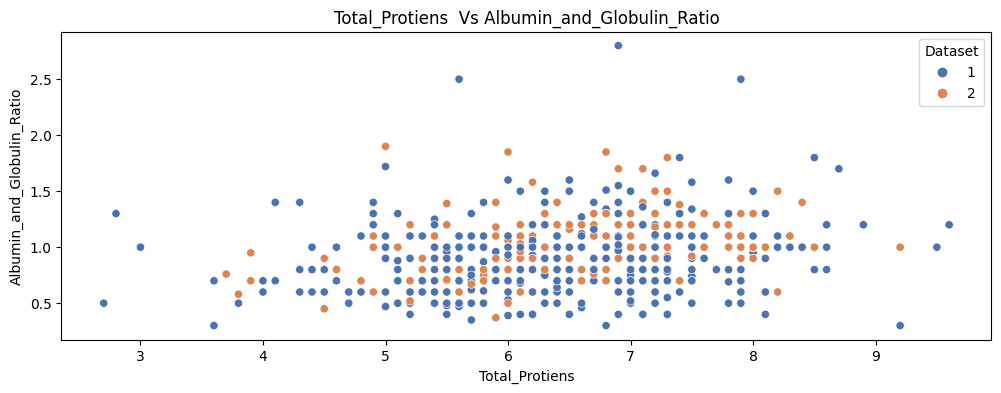 Total_Protiens  Vs Albumin_and_Globulin_Ratio
Dataset
1
2
Albumin_and_Globulin_Ratio
2.5
2.0
1.5
1.0
0.5
3 4 5 6 7 8 9
Total_Protiens